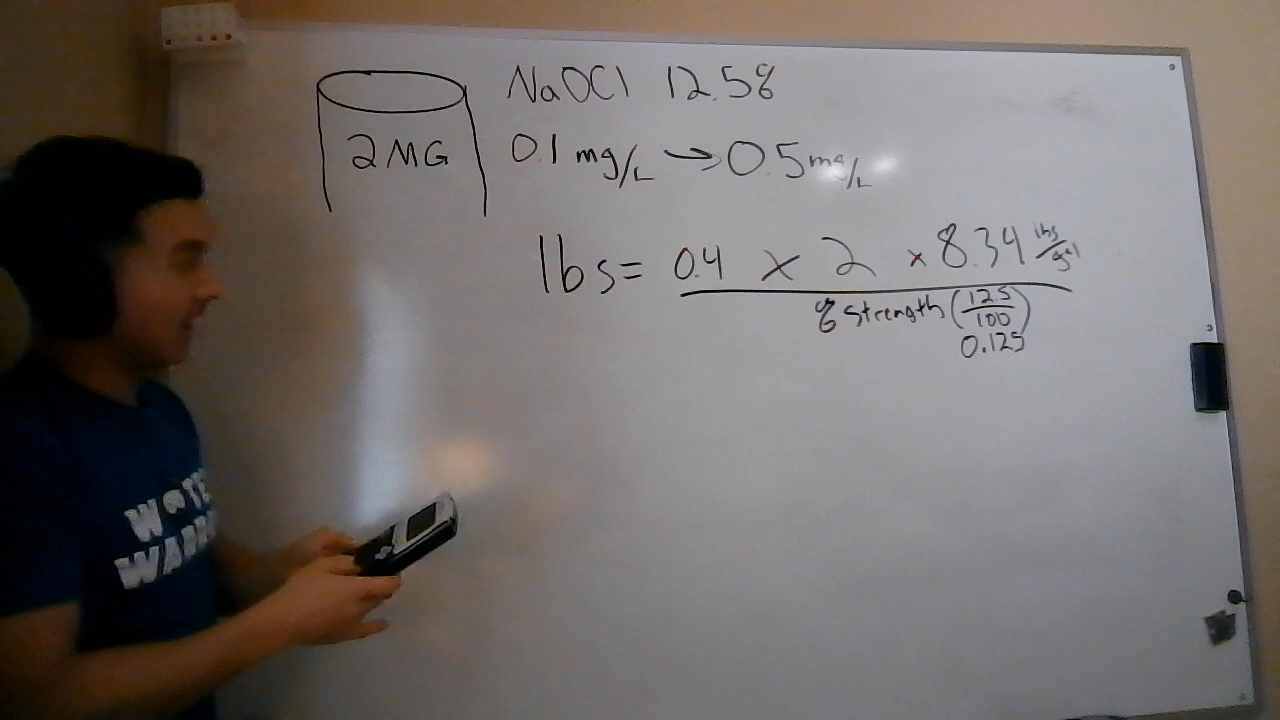 NaOCl 12.5%
2MG
0.1 mg/L → 0.5 mg/L
lbs = 0.4 × 2 × 8.34 lbs/gal
% strength (12.5/100)
0.125